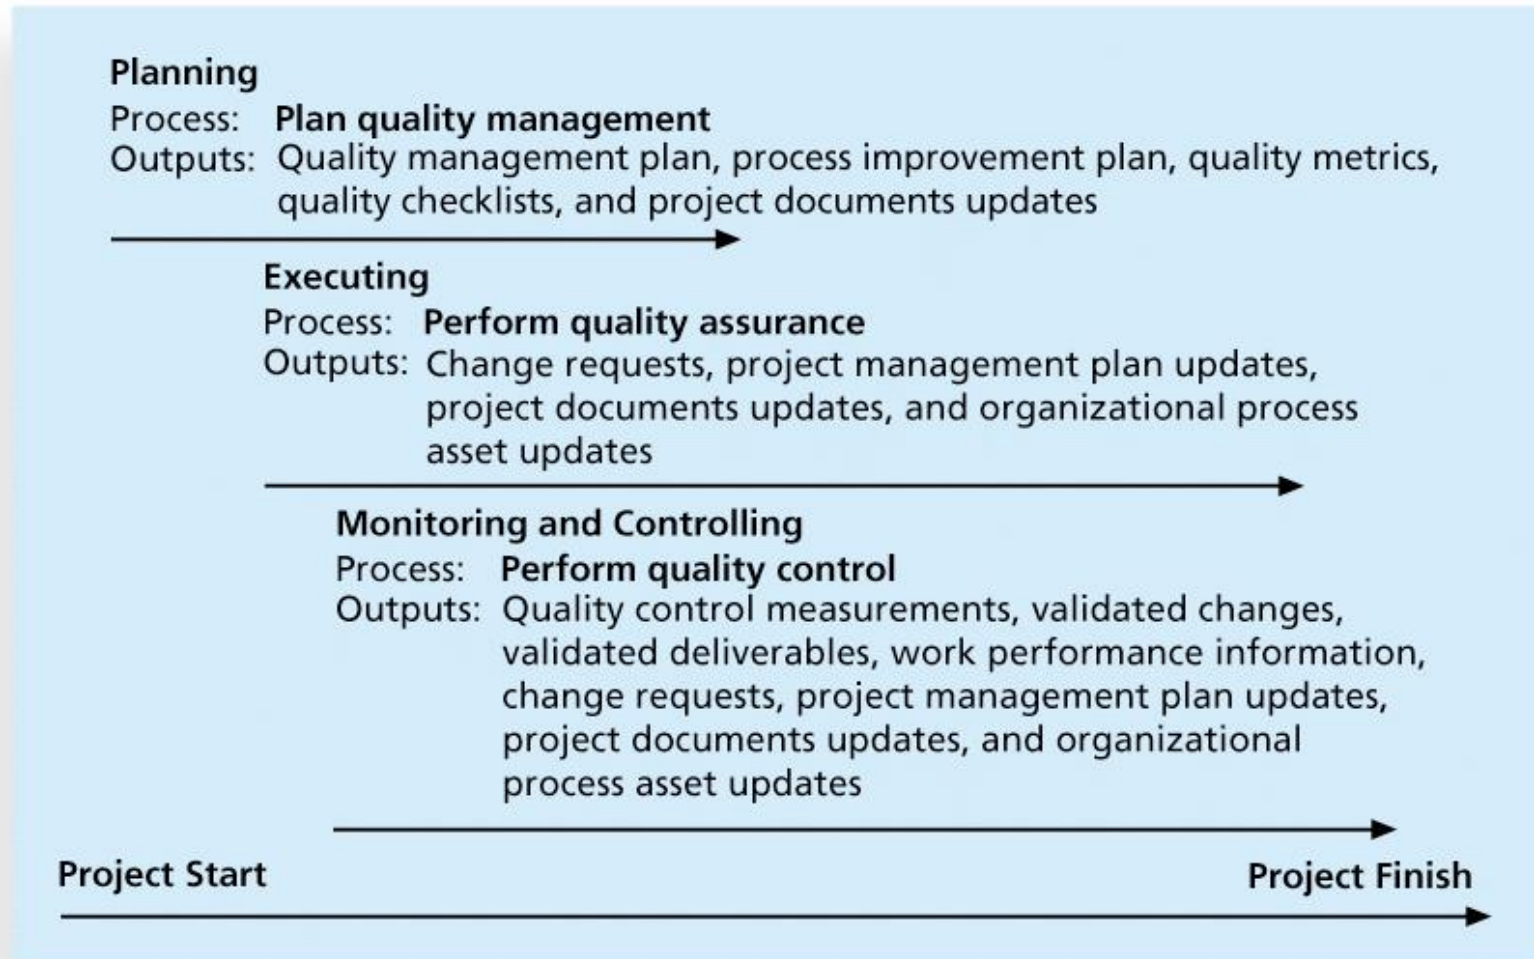 Planning
Process: Plan quality management
Outputs: Quality management plan, process improvement plan, quality metrics,
quality checklists, and project documents updates
Executing
Process: Perform quality assurance
Outputs: Change requests, project management plan updates,
project documents updates, and organizational process
asset updates
Monitoring and Controlling
Process: Perform quality control
Outputs: Quality control measurements, validated changes,
validated deliverables, work performance information,
change requests, project management plan updates,
project documents updates, and organizational
process asset updates
Project Start Project Finish